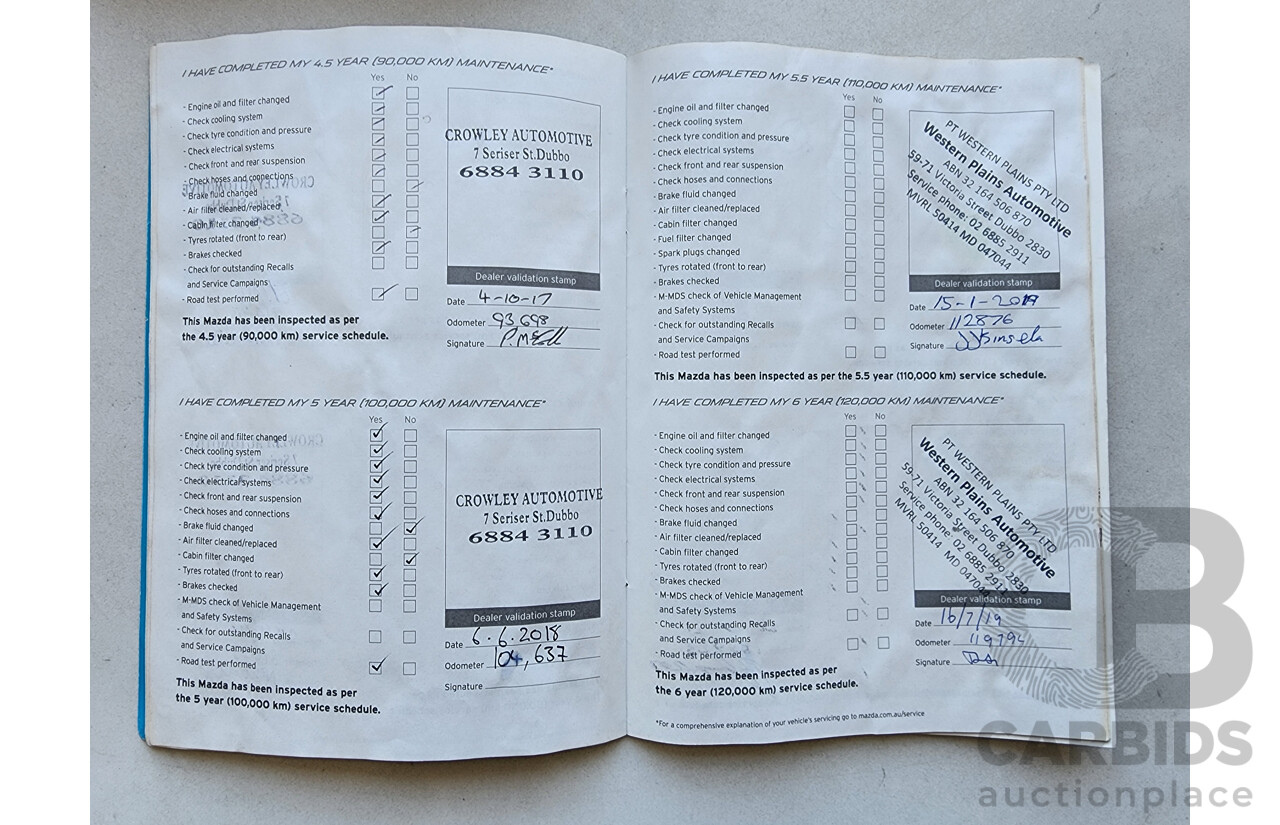 I HAVE COMPLETED MY 4.5 YEAR (90,000 KM) MAINTENANCE*
Yes No
- Engine oil and filter changed
- Check cooling system
- Check tyre condition and pressure
- Check electrical systems
- Check front and rear suspension
- Check hoses and connections
- Brake fluid changed
- Air filter cleaned/replaced
- Cabin filter changed
- Tyres rotated (front to rear)
- Brakes checked
- Check for outstanding Recalls
and Service Campaigns
- Road test performed
This Mazda has been inspected as per
the 4.5 year (90,000 km) service schedule.
CROWLEY AUTOMOTIVE
7 Seriser St.Dubbo
6884 3110
Dealer validation stamp
Date 4-10-17
Odometer 93 698
Signature
I HAVE COMPLETED MY 5 YEAR (100,000 KM) MAINTENANCE*
Yes No
- Engine oil and filter changed
- Check cooling system
- Check tyre condition and pressure
- Check electrical systems
- Check front and rear suspension
- Check hoses and connections
- Brake fluid changed
- Air filter cleaned/replaced
- Cabin filter changed
- Tyres rotated (front to rear)
- Brakes checked
- M-MDS check of Vehicle Management
and Safety Systems
- Check for outstanding Recalls
and Service Campaigns
- Road test performed
This Mazda has been inspected as per
the 5 year (100,000 km) service schedule.
CROWLEY AUTOMOTIVE
7 Seriser St.Dubbo
6884 3110
Dealer validation stamp
Date 6.6.2018
Odometer 104,637
Signature
I HAVE COMPLETED MY 5.5 YEAR (110,000 KM) MAINTENANCE*
Yes No
- Engine oil and filter changed
- Check cooling system
- Check tyre condition and pressure
- Check electrical systems
- Check front and rear suspension
- Check hoses and connections
- Brake fluid changed
- Air filter cleaned/replaced
- Cabin filter changed
- Fuel filter changed
- Spark plugs changed
- Tyres rotated (front to rear)
- Brakes checked
- M-MDS check of Vehicle Management
and Safety Systems
- Check for outstanding Recalls
and Service Campaigns
- Road test performed
This Mazda has been inspected as per the 5.5 year (110,000 km) service schedule.
PT WESTERN PLAINS PTY LTD
Western Plains Automotive
ABN 32 164 506 870
59-71 Victoria Street Dubbo 2830
Service phone: 02 6885 2911
MVRL 50414 MD 047044
Dealer validation stamp
Date 15-1-2019
Odometer 112876
Signature
I HAVE COMPLETED MY 6 YEAR (120,000 KM) MAINTENANCE*
Yes No
- Engine oil and filter changed
- Check cooling system
- Check tyre condition and pressure
- Check electrical systems
- Check front and rear suspension
- Check hoses and connections
- Brake fluid changed
- Air filter cleaned/replaced
- Cabin filter changed
- Tyres rotated (front to rear)
- Brakes checked
- M-MDS check of Vehicle Management
and Safety Systems
- Check for outstanding Recalls
and Service Campaigns
- Road test performed
This Mazda has been inspected as per
the 6 year (120,000 km) service schedule.
PT WESTERN PLAINS PTY LTD
Western Plains Automotive
ABN 32 164 506 870
59-71 Victoria Street Dubbo 2830
Service phone: 02 6885 2911
MVRL 50414 MD 047044
Dealer validation stamp
Date 16/7/19
Odometer 119794
Signature
*For a comprehensive explanation of your vehicle's servicing go to mazda.com.au/service
CARBIDS
auctionplace